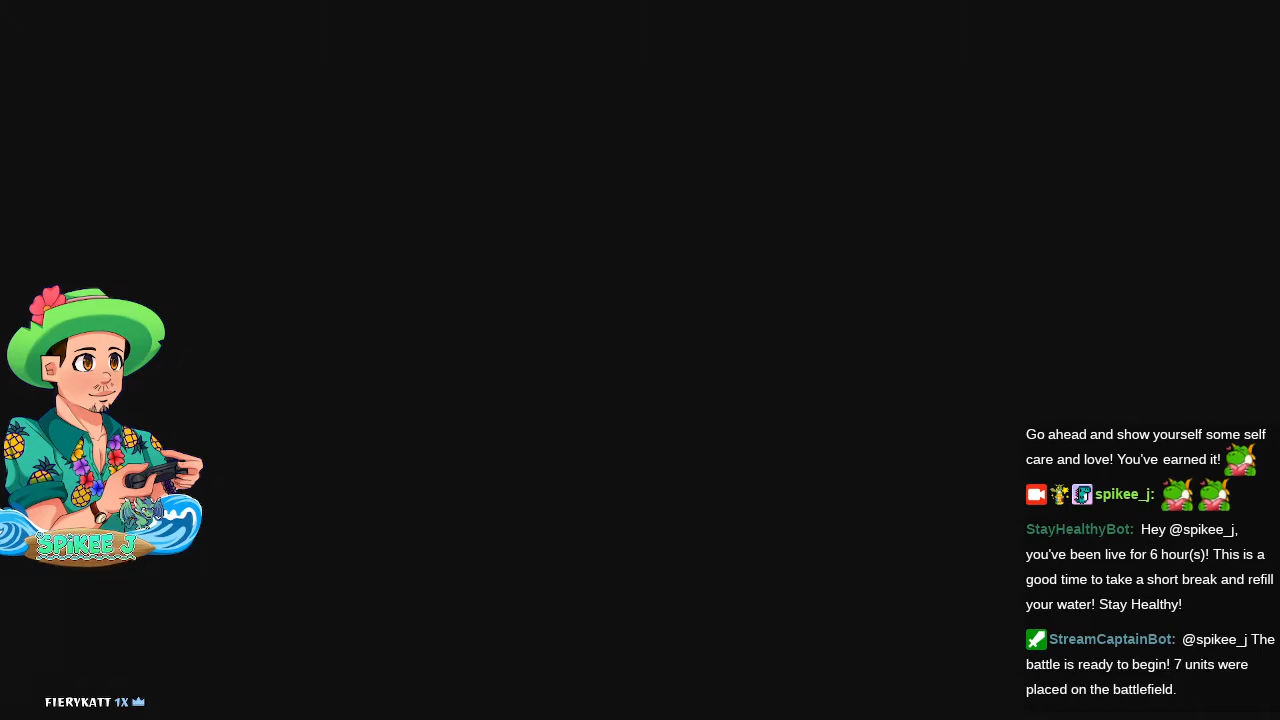 Go ahead and show yourself some self
care and love! You've earned it!
spikee_j:
StayHealthyBot: Hey @spikee_j,
you've been live for 6 hour(s)! This is a
good time to take a short break and refill
your water! Stay Healthy!
SPIKEE J
StreamCaptainBot: @spikee_j The
battle is ready to begin! 7 units were
placed on the battlefield.
FIERYKATT 1X